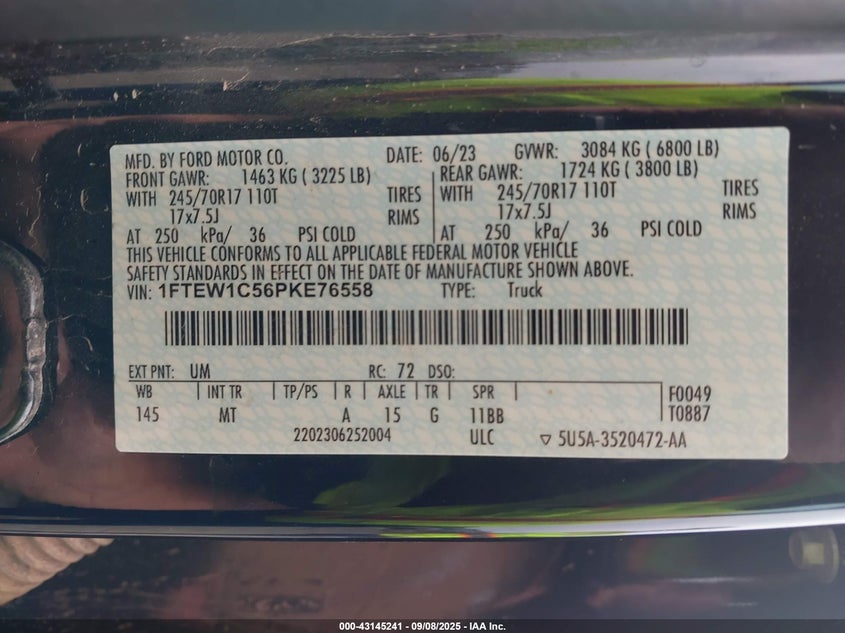 MFD. BY FORD MOTOR CO. DATE: 06/23 GVWR: 3084 KG ( 6800 LB)
FRONT GAWR: 1463 KG ( 3225 LB) REAR GAWR: 1724 KG ( 3800 LB)
WITH 245/70R17 110T TIRES WITH 245/70R17 110T TIRES
17x7.5J RIMS 17x7.5J RIMS
AT 250 kPa/ 36 PSI COLD AT 250 kPa/ 36 PSI COLD
THIS VEHICLE CONFORMS TO ALL APPLICABLE FEDERAL MOTOR VEHICLE
SAFETY STANDARDS IN EFFECT ON THE DATE OF MANUFACTURE SHOWN ABOVE.
VIN: 1FTEW1C56PKE76558 TYPE: Truck
EXT PNT: UM RC: 72 DSO:
WB INT TR TP/PS R AXLE TR SPR F0049
145 MT A 15 G 11BB T0887
2202306252004 ULC ▽ 5U5A-3520472-AA
000-43145241 - 09/08/2025 - IAA Inc.